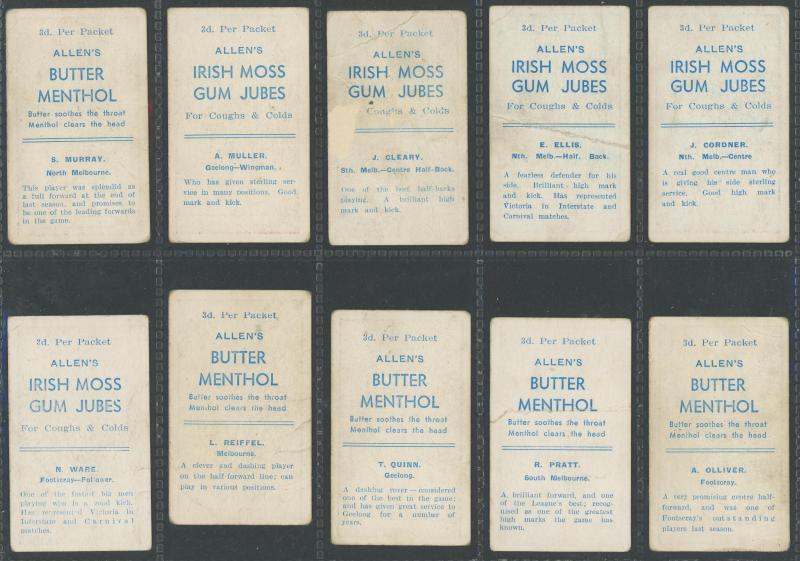 3d. Per Packet
ALLEN'S
BUTTER
MENTHOL
Butter soothes the throat
Menthol clears the head
S. MURRAY.
North Melbourne.
This player was splendid as
a full forward at the end of
last season, and promises to
be one of the leading forwards
in the game.
3d. Per Packet
ALLEN'S
IRISH MOSS
GUM JUBES
For Coughs & Colds
A. MULLER.
Geelong—Wingman.
Who has given sterling ser-
vice in many positions. Good
mark and kick.
3d. Per Packet
ALLEN'S
IRISH MOSS
GUM JUBES
Coughs & Colds
J. CLEARY.
Sth. Melb.—Centre Half-Back.
One of the best half-backs
playing. A brilliant high
mark and kick.
3d. Per Packet
ALLEN'S
IRISH MOSS
GUM JUBES
For Coughs & Colds
E. ELLIS.
Nth. Melb—Half. Back.
A fearless defender for his
side. Brilliant high mark
and kick. Has represented
Victoria in Interstate and
Carnival matches.
3d. Per Packet
ALLEN'S
IRISH MOSS
GUM JUBES
For Coughs & Colds
J. CORDNER.
Nth. Mel.—Centre
A real good centre man who
is giving his side sterling
service. Good high mark
and kick.
3d. Per Packet
ALLEN'S
IRISH MOSS
GUM JUBES
For Coughs & Colds
N. WARE.
Footscray—Follower.
One of the fastest big men
playing who is a good kick.
Has represented Victoria in
Interstate and Carnival
matches.
3d. Per Packet
ALLEN'S
BUTTER
MENTHOL
Butter soothes the throat
Menthol clears the head
L. REIFFEL.
Melbourne.
A clever and dashing player
on the half-forward line; can
play in various positions.
3d. Per Packet
ALLEN'S
BUTTER
MENTHOL
Butter soothes the throat
Menthol clears the head
T. QUINN.
Geelong.
A dashing rover—considered
one of the best in the game;
and has given great service to
Geelong for a number of
years.
3d. Per Packet
ALLEN'S
BUTTER
MENTHOL
Butter soothes the throat
Menthol clears the head
R. PRATT.
South Melbourne.
A brilliant forward, and one
of the League's best; recog-
nised as one of the greatest
high marks the game has
known.
3d. Per Packet
ALLEN'S
BUTTER
MENTHOL
Butter soothes the throat
Menthol clears the head
A. OLLIVER.
Footscray.
A very promising centre half-
forward, and was one of
Footscray's outstanding
players last season.